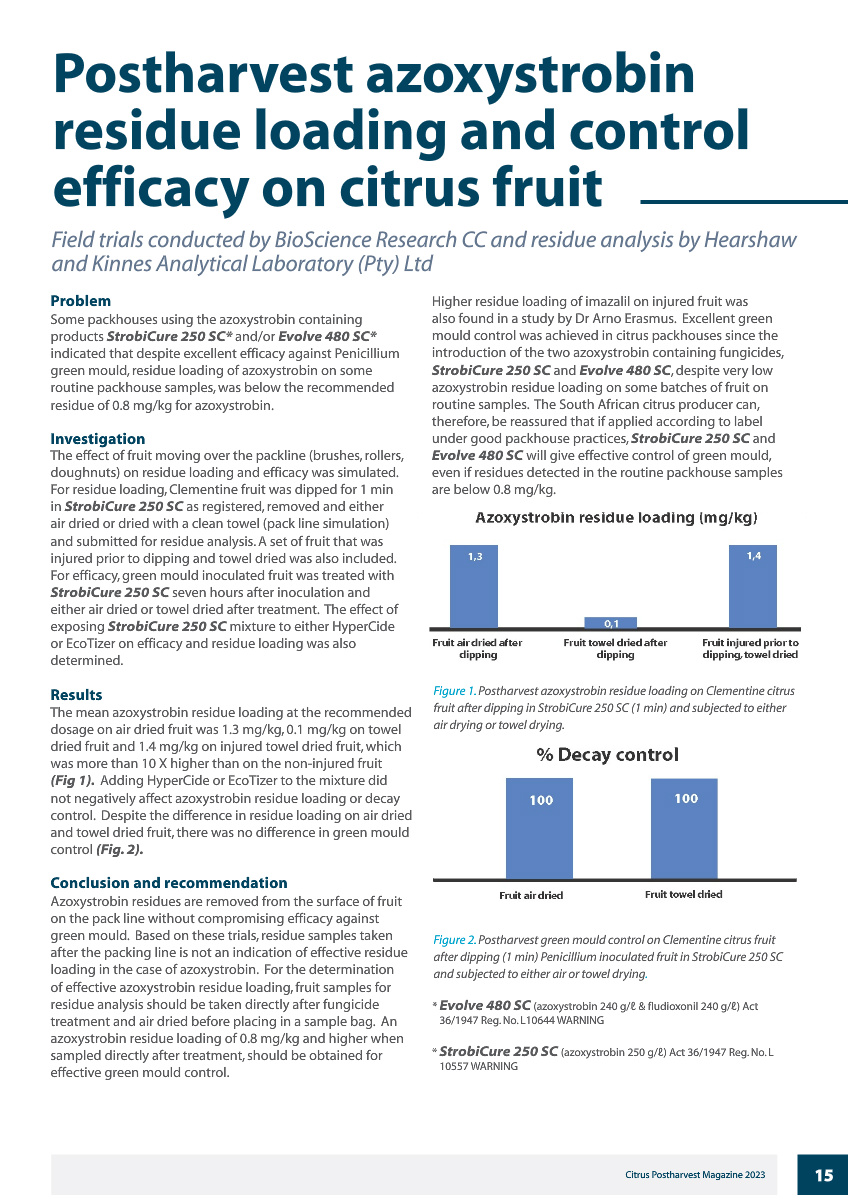 Postharvest azoxystrobin
residue loading and control
efficacy on citrus fruit
Field trials conducted by BioScience Research CC and residue analysis by Hearshaw
and Kinnes Analytical Laboratory (Pty) Ltd
Problem
Some packhouses using the azoxystrobin containing
products StrobiCure 250 SC* and/or Evolve 480 SC*
indicated that despite excellent efficacy against Penicillium
green mould, residue loading of azoxystrobin on some
routine packhouse samples, was below the recommended
residue of 0.8 mg/kg for azoxystrobin.
Investigation
The effect of fruit moving over the packline (brushes, rollers,
doughnuts) on residue loading and efficacy was simulated.
For residue loading, Clementine fruit was dipped for 1 min
in StrobiCure 250 SC as registered, removed and either
air dried or dried with a clean towel (pack line simulation)
and submitted for residue analysis. A set of fruit that was
injured prior to dipping and towel dried was also included.
For efficacy, green mould inoculated fruit was treated with
StrobiCure 250 SC seven hours after inoculation and
either air dried or towel dried after treatment. The effect of
exposing StrobiCure 250 SC mixture to either HyperCide
or EcoTizer on efficacy and residue loading was also
determined.
Results
The mean azoxystrobin residue loading at the recommended
dosage on air dried fruit was 1.3 mg/kg, 0.1 mg/kg on towel
dried fruit and 1.4 mg/kg on injured towel dried fruit, which
was more than 10 X higher than on the non-injured fruit
(Fig 1). Adding HyperCide or EcoTizer to the mixture did
not negatively affect azoxystrobin residue loading or decay
control. Despite the difference in residue loading on air dried
and towel dried fruit, there was no difference in green mould
control (Fig. 2).
Conclusion and recommendation
Azoxystrobin residues are removed from the surface of fruit
on the pack line without compromising efficacy against
green mould. Based on these trials, residue samples taken
after the packing line is not an indication of effective residue
loading in the case of azoxystrobin. For the determination
of effective azoxystrobin residue loading, fruit samples for
residue analysis should be taken directly after fungicide
treatment and air dried before placing in a sample bag. An
azoxystrobin residue loading of 0.8 mg/kg and higher when
sampled directly after treatment, should be obtained for
effective green mould control.
Higher residue loading of imazalil on injured fruit was
also found in a study by Dr Arno Erasmus. Excellent green
mould control was achieved in citrus packhouses since the
introduction of the two azoxystrobin containing fungicides,
StrobiCure 250 SC and Evolve 480 SC, despite very low
azoxystrobin residue loading on some batches of fruit on
routine samples. The South African citrus producer can,
therefore, be reassured that if applied according to label
under good packhouse practices, StrobiCure 250 SC and
Evolve 480 SC will give effective control of green mould,
even if residues detected in the routine packhouse samples
are below 0.8 mg/kg.
Azoxystrobin residue loading (mg/kg)
1,3
0,1
1,4
Fruit air dried after
dipping
Fruit towel dried after
dipping
Fruit injured prior to
dipping, towel dried
Figure 1. Postharvest azoxystrobin residue loading on Clementine citrus
fruit after dipping in StrobiCure 250 SC (1 min) and subjected to either
air drying or towel drying.
% Decay control
100
100
Fruit air dried
Fruit towel dried
Figure 2. Postharvest green mould control on Clementine citrus fruit
after dipping (1 min) Penicillium inoculated fruit in StrobiCure 250 SC
and subjected to either air or towel drying.
* Evolve 480 SC (azoxystrobin 240 g/ℓ & fludioxonil 240 g/ℓ) Act
36/1947 Reg. No. L10644 WARNING
* StrobiCure 250 SC (azoxystrobin 250 g/ℓ) Act 36/1947 Reg. No. L
10557 WARNING
Citrus Postharvest Magazine 2023
15